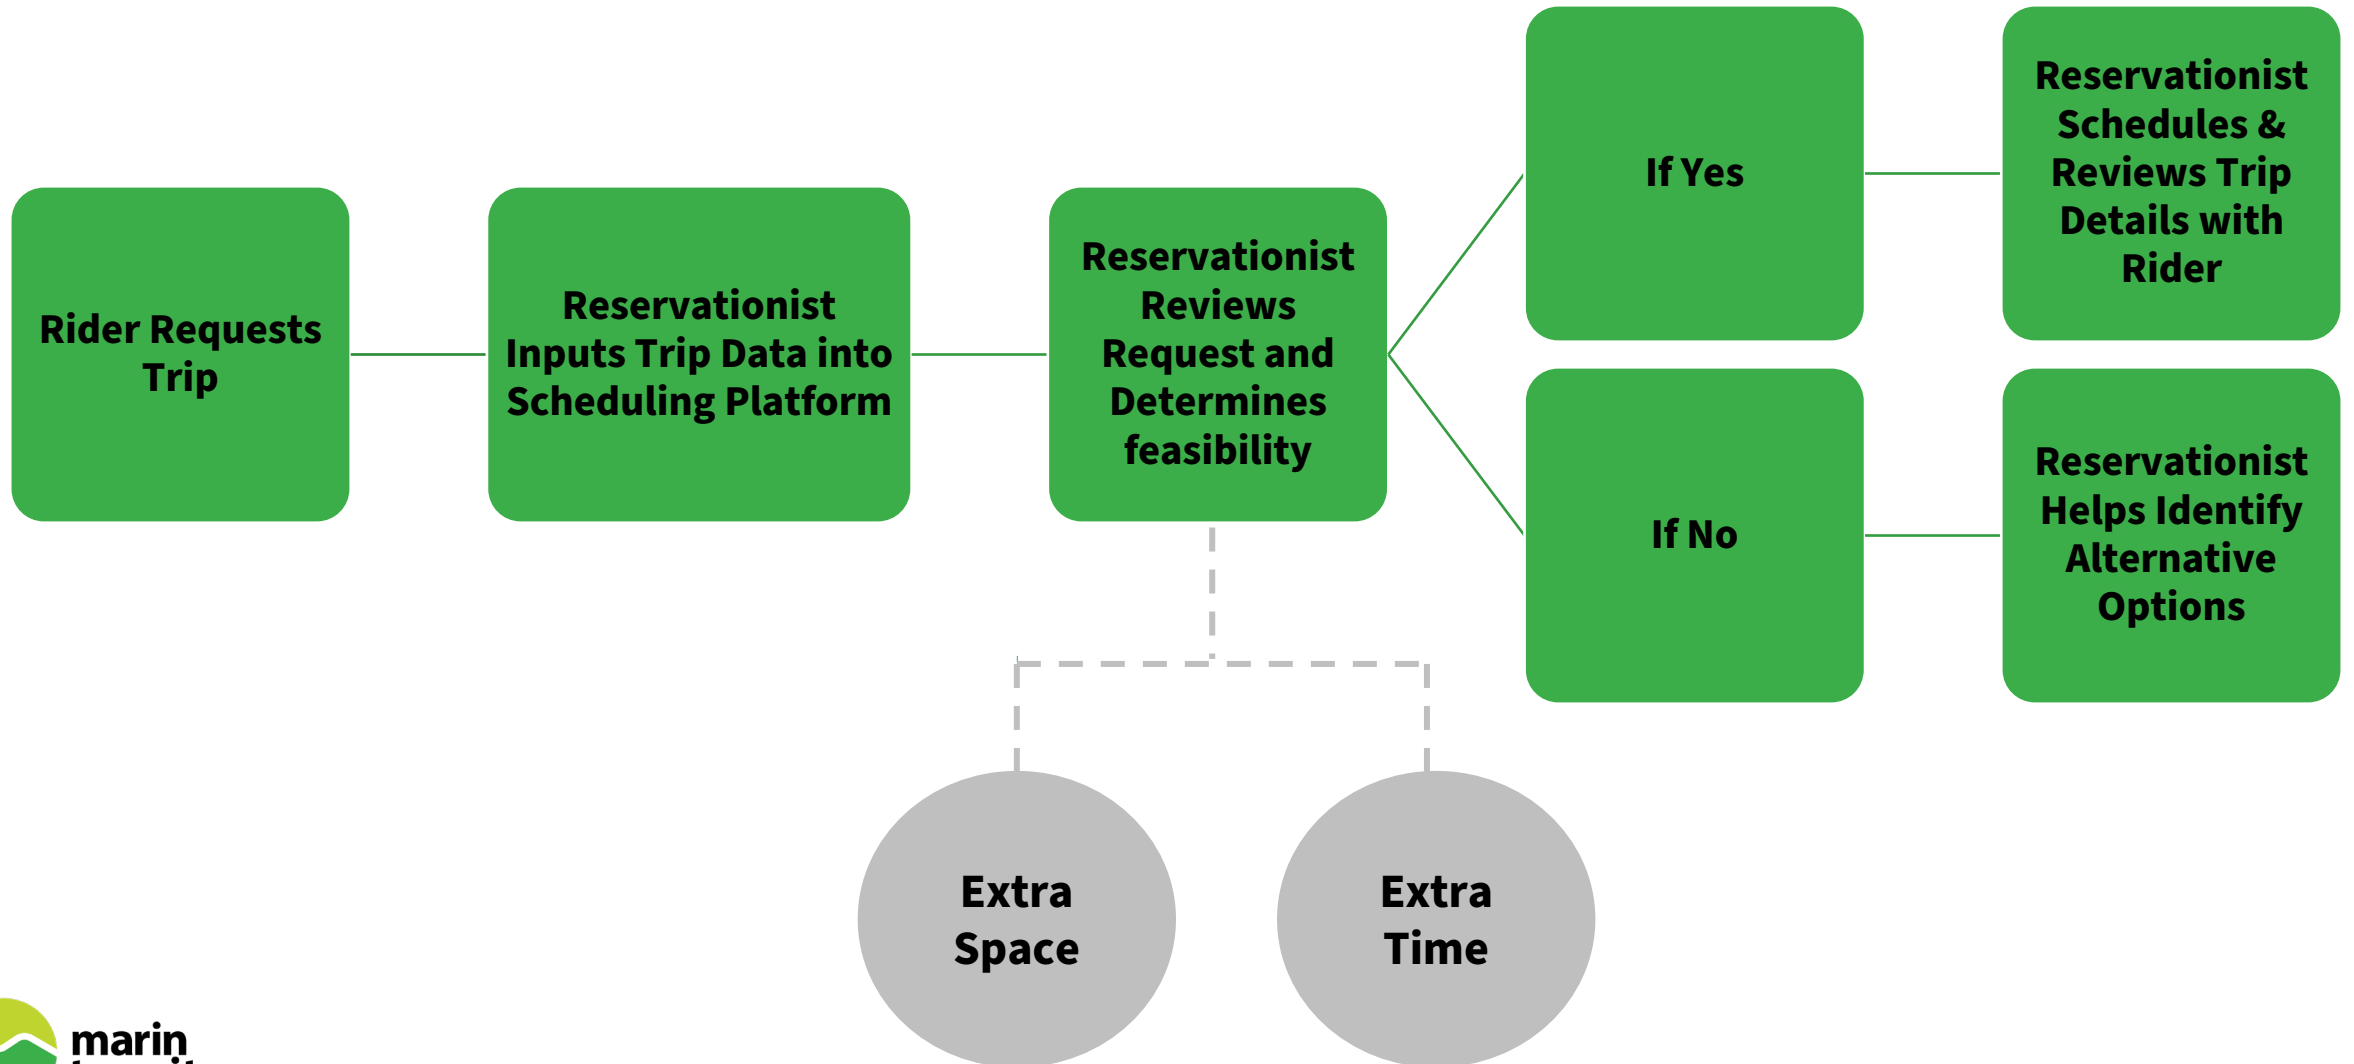 Rider Requests
Trip
Reservationist
Inputs Trip Data into
Scheduling Platform
Reservationist
Reviews
Request and
Determines
feasibility
If Yes
Reservationist
Schedules &
Reviews Trip
Details with
Rider
If No
Reservationist
Helps Identify
Alternative
Options
Extra
Space
Extra
Time
marin